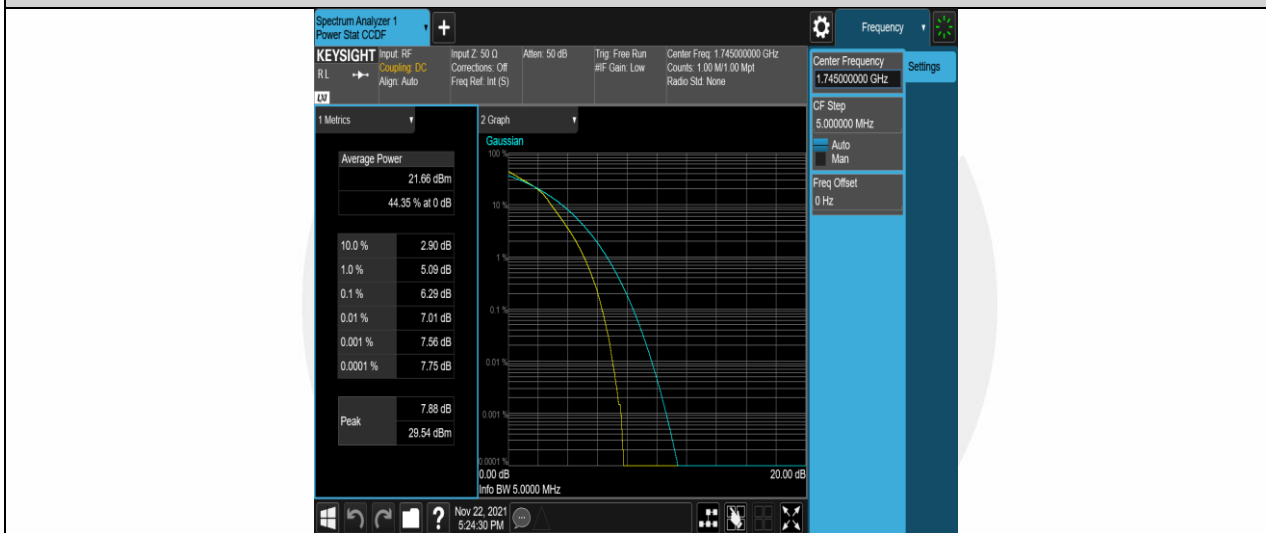 Spectrum Analyzer 1
Power Stat CCDF
+
Frequency
KEYSIGHT
R L
LXI
Input: RF
Coupling: DC
Align: Auto
Input Z: 50 Ω
Corrections: Off
Freq Ref: Int (S)
Atten: 50 dB
Trig: Free Run
#IF Gain: Low
Center Freq: 1.745000000 GHz
Counts: 1.00 M/1.00 Mpt
Radio Std: None
Center Frequency
1.745000000 GHz
Settings
CF Step
5.000000 MHz
Auto
Man
Freq Offset
0 Hz
1 Metrics
Average Power
21.66 dBm
44.35 % at 0 dB
10.0 % 2.90 dB
1.0 % 5.09 dB
0.1 % 6.29 dB
0.01 % 7.01 dB
0.001 % 7.56 dB
0.0001 % 7.75 dB
Peak
7.88 dB
29.54 dBm
2 Graph
Gaussian
100 %
10 %
1 %
0.1 %
0.01 %
0.001 %
0.0001 %
0.00 dB 20.00 dB
Info BW 5.0000 MHz
?
Nov 22, 2021
5:24:30 PM